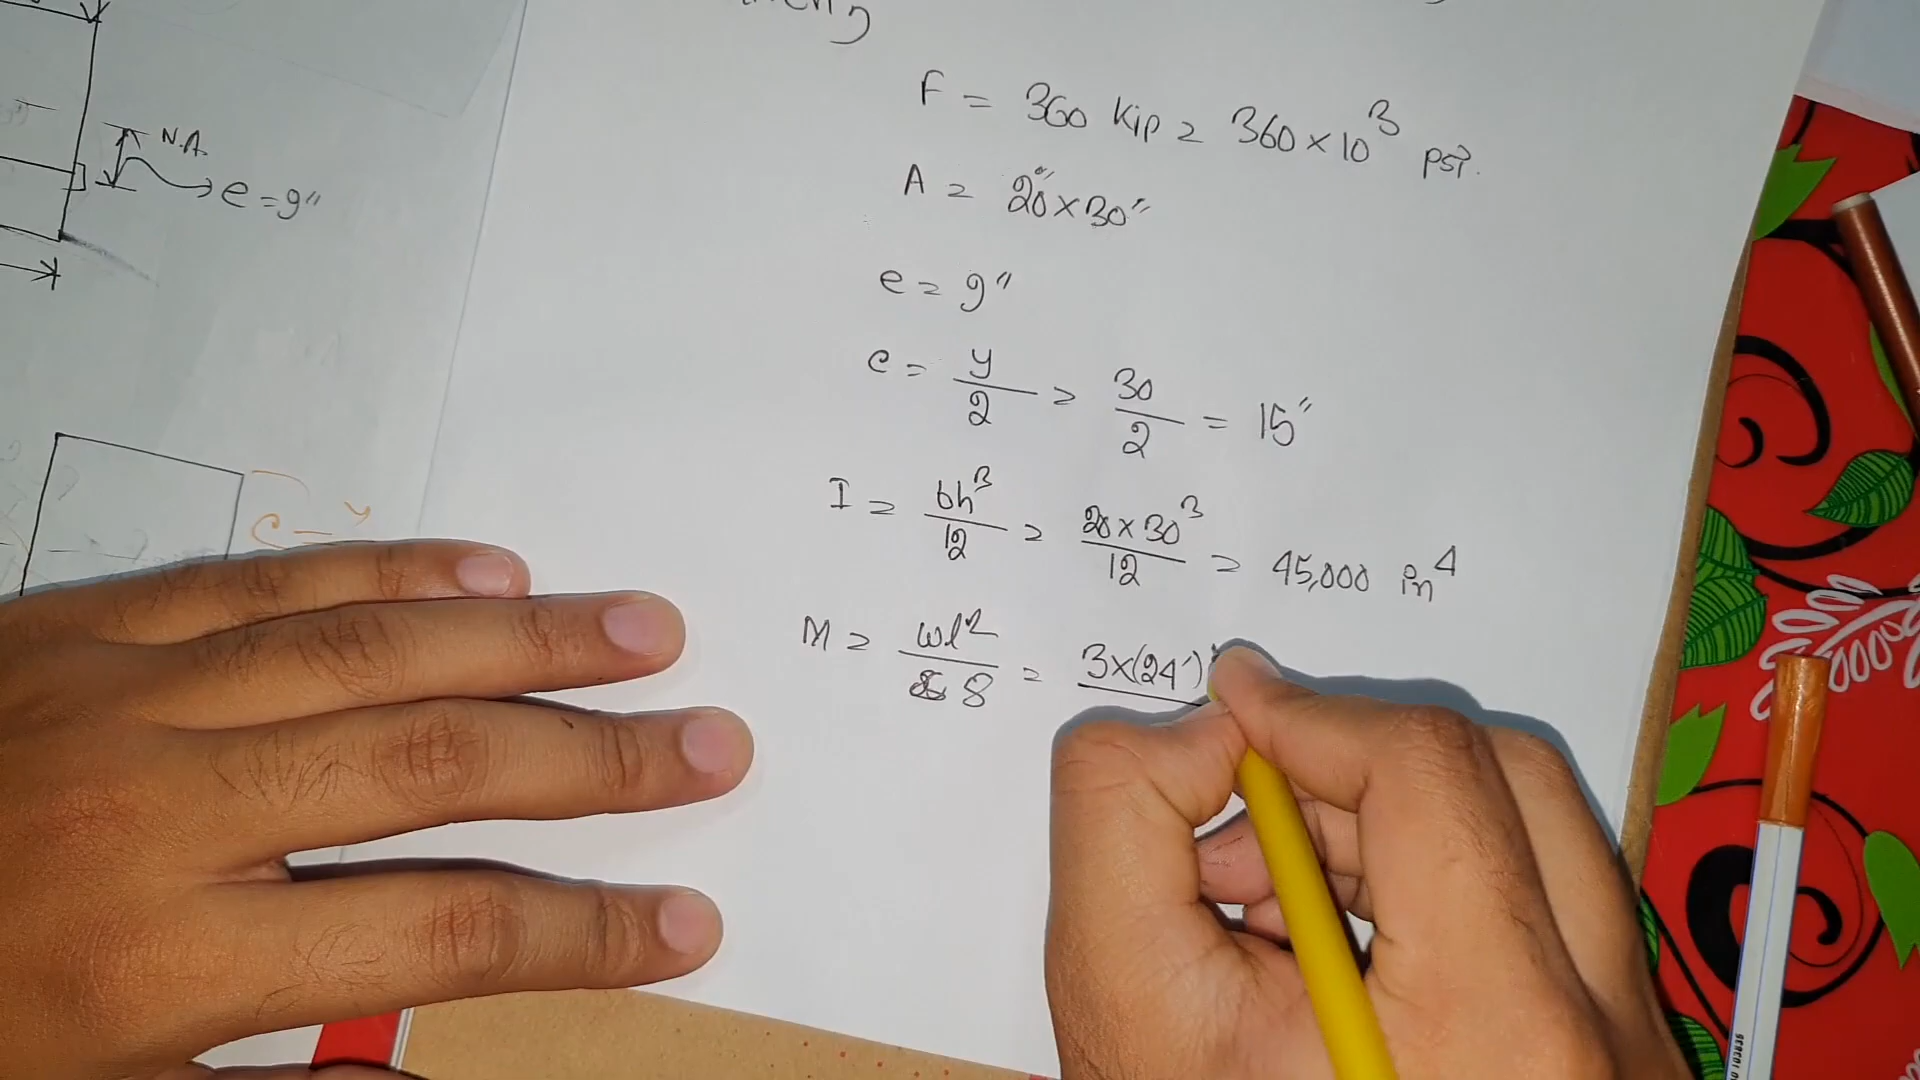 F = 360 Kip = 360×10³ psi.
A = 20"×30"
e = 9"
c = y/2 = 30/2 = 15"
I = bh³/12 = 20×30³/12 = 45,000 in⁴
M = wl²/8 = 3×(24')
N.A.
e=9"
c = y